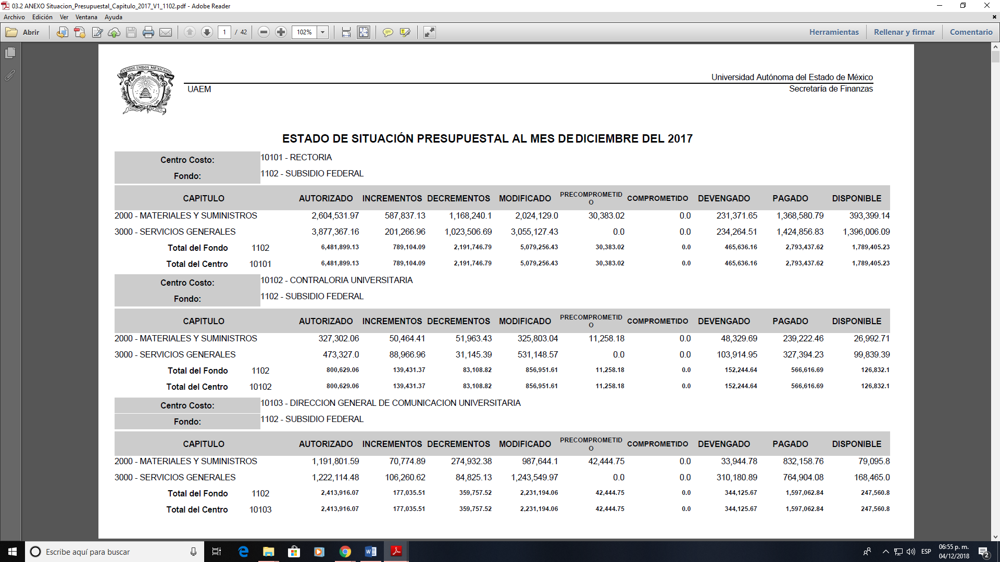 03.2 ANEXO Situacion_Presupuestal_Capitulo_2017_V1_1102.pdf - Adobe Reader
Archivo Edición Ver Ventana Ayuda
Abrir 1 / 42 102% Herramientas Rellenar y firmar Comentario
ESTADOS UNIDOS MEXICANOS
Universidad Autónoma del Estado de México
UAEM Secretaría de Finanzas
ESTADO DE SITUACIÓN PRESUPUESTAL AL MES DE DICIEMBRE DEL 2017
Centro Costo: 10101 - RECTORIA
Fondo: 1102 - SUBSIDIO FEDERAL
CAPITULO AUTORIZADO INCREMENTOS DECREMENTOS MODIFICADO PRECOMPROMETIDO COMPROMETIDO DEVENGADO PAGADO DISPONIBLE
2000 - MATERIALES Y SUMINISTROS 2,604,531.97 587,837.13 1,168,240.1 2,024,129.0 30,383.02 0.0 231,371.65 1,368,580.79 393,399.14
3000 - SERVICIOS GENERALES 3,877,367.16 201,266.96 1,023,506.69 3,055,127.43 0.0 0.0 234,264.51 1,424,856.83 1,396,006.09
Total del Fondo 1102 6,481,899.13 789,104.09 2,191,746.79 5,079,256.43 30,383.02 0.0 465,636.16 2,793,437.62 1,789,405.23
Total del Centro 10101 6,481,899.13 789,104.09 2,191,746.79 5,079,256.43 30,383.02 0.0 465,636.16 2,793,437.62 1,789,405.23
Centro Costo: 10102 - CONTRALORIA UNIVERSITARIA
Fondo: 1102 - SUBSIDIO FEDERAL
CAPITULO AUTORIZADO INCREMENTOS DECREMENTOS MODIFICADO PRECOMPROMETIDO COMPROMETIDO DEVENGADO PAGADO DISPONIBLE
2000 - MATERIALES Y SUMINISTROS 327,302.06 50,464.41 51,963.43 325,803.04 11,258.18 0.0 48,329.69 239,222.46 26,992.71
3000 - SERVICIOS GENERALES 473,327.0 88,966.96 31,145.39 531,148.57 0.0 0.0 103,914.95 327,394.23 99,839.39
Total del Fondo 1102 800,629.06 139,431.37 83,108.82 856,951.61 11,258.18 0.0 152,244.64 566,616.69 126,832.1
Total del Centro 10102 800,629.06 139,431.37 83,108.82 856,951.61 11,258.18 0.0 152,244.64 566,616.69 126,832.1
Centro Costo: 10103 - DIRECCION GENERAL DE COMUNICACION UNIVERSITARIA
Fondo: 1102 - SUBSIDIO FEDERAL
CAPITULO AUTORIZADO INCREMENTOS DECREMENTOS MODIFICADO PRECOMPROMETIDO COMPROMETIDO DEVENGADO PAGADO DISPONIBLE
2000 - MATERIALES Y SUMINISTROS 1,191,801.59 70,774.89 274,932.38 987,644.1 42,444.75 0.0 33,944.78 832,158.76 79,095.8
3000 - SERVICIOS GENERALES 1,222,114.48 106,260.62 84,825.13 1,243,549.97 0.0 0.0 310,180.89 764,904.08 168,465.0
Total del Fondo 1102 2,413,916.07 177,035.51 359,757.52 2,231,194.06 42,444.75 0.0 344,125.67 1,597,062.84 247,560.8
Total del Centro 10103 2,413,916.07 177,035.51 359,757.52 2,231,194.06 42,444.75 0.0 344,125.67 1,597,062.84 247,560.8
Escribe aquí para buscar
ESP 06:55 p. m.
04/12/2018 2